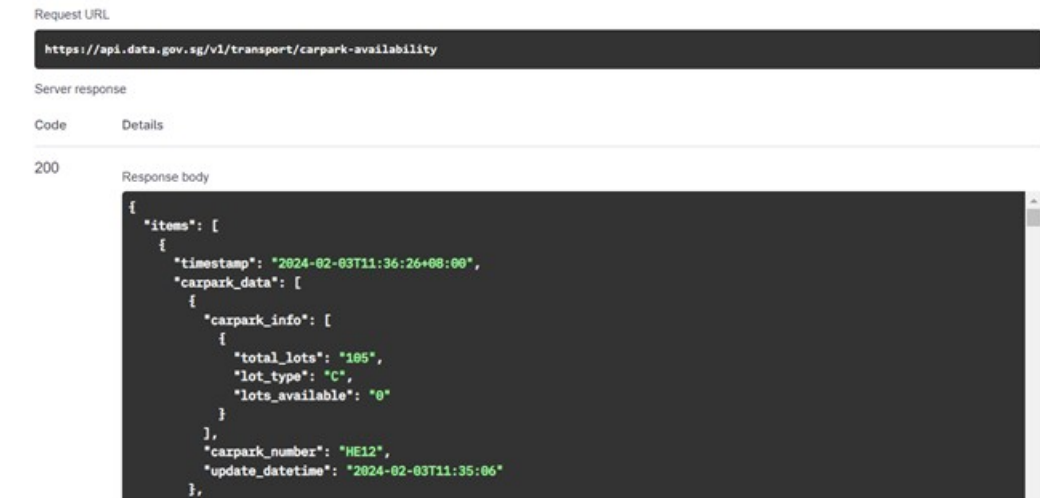 Request URL
https://api.data.gov.sg/v1/transport/carpark-availability
Server response
Code Details
200
Response body
{
"items": [
{
"timestamp": "2024-02-03T11:36:26+08:00",
"carpark_data": [
{
"carpark_info": [
{
"total_lots": "105",
"lot_type": "C",
"lots_available": "0"
}
],
"carpark_number": "HE12",
"update_datetime": "2024-02-03T11:35:06"
},